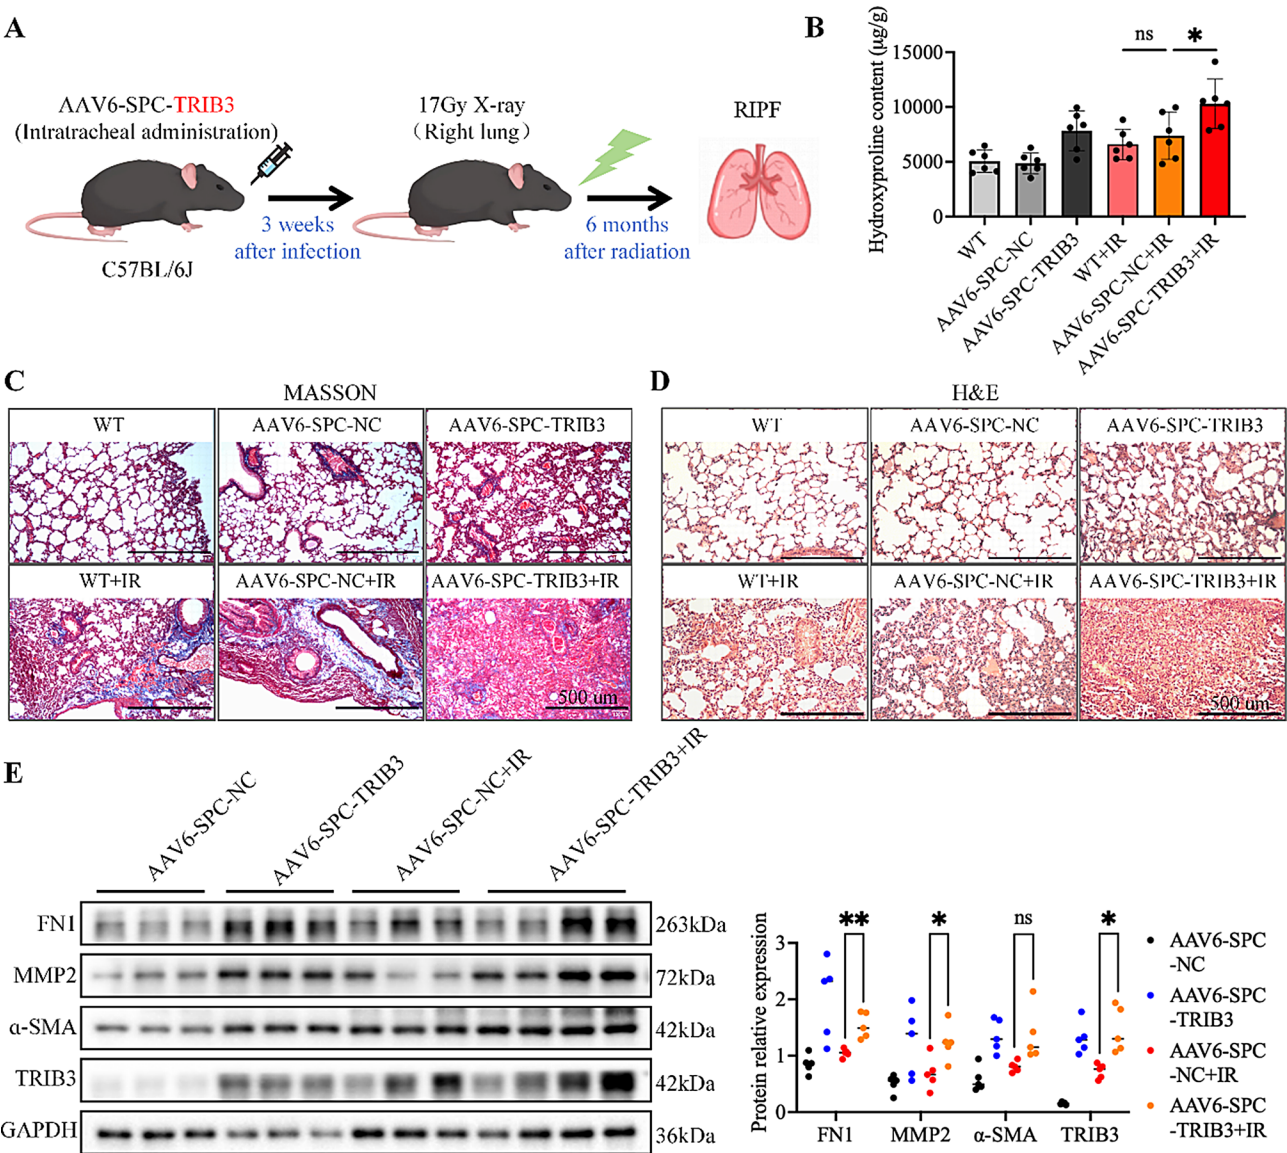 A
AAV6-SPC-TRIB3
(Intratracheal administration)
C57BL/6J
3 weeks
after infection
17Gy X-ray
(Right lung)
6 months
after radiation
RIPF
B
Hydroxyproline content (μg/g)
15000
10000
5000
0
ns
*
WT
AAV6-SPC-NC
AAV6-SPC-TRIB3
WT+IR
AAV6-SPC-NC+IR
AAV6-SPC-TRIB3+IR
C
MASSON
WT
AAV6-SPC-NC
AAV6-SPC-TRIB3
WT+IR
AAV6-SPC-NC+IR
AAV6-SPC-TRIB3+IR
500 um
D
H&E
WT
AAV6-SPC-NC
AAV6-SPC-TRIB3
WT+IR
AAV6-SPC-NC+IR
AAV6-SPC-TRIB3+IR
500 um
E
AAV6-SPC-NC
AAV6-SPC-TRIB3
AAV6-SPC-NC+IR
AAV6-SPC-TRIB3+IR
FN1
263kDa
MMP2
72kDa
α-SMA
42kDa
TRIB3
42kDa
GAPDH
36kDa
Protein relative expression
3
2
1
0
**
*
ns
*
FN1
MMP2
α-SMA
TRIB3
AAV6-SPC
-NC
AAV6-SPC
-TRIB3
AAV6-SPC
-NC+IR
AAV6-SPC
-TRIB3+IR